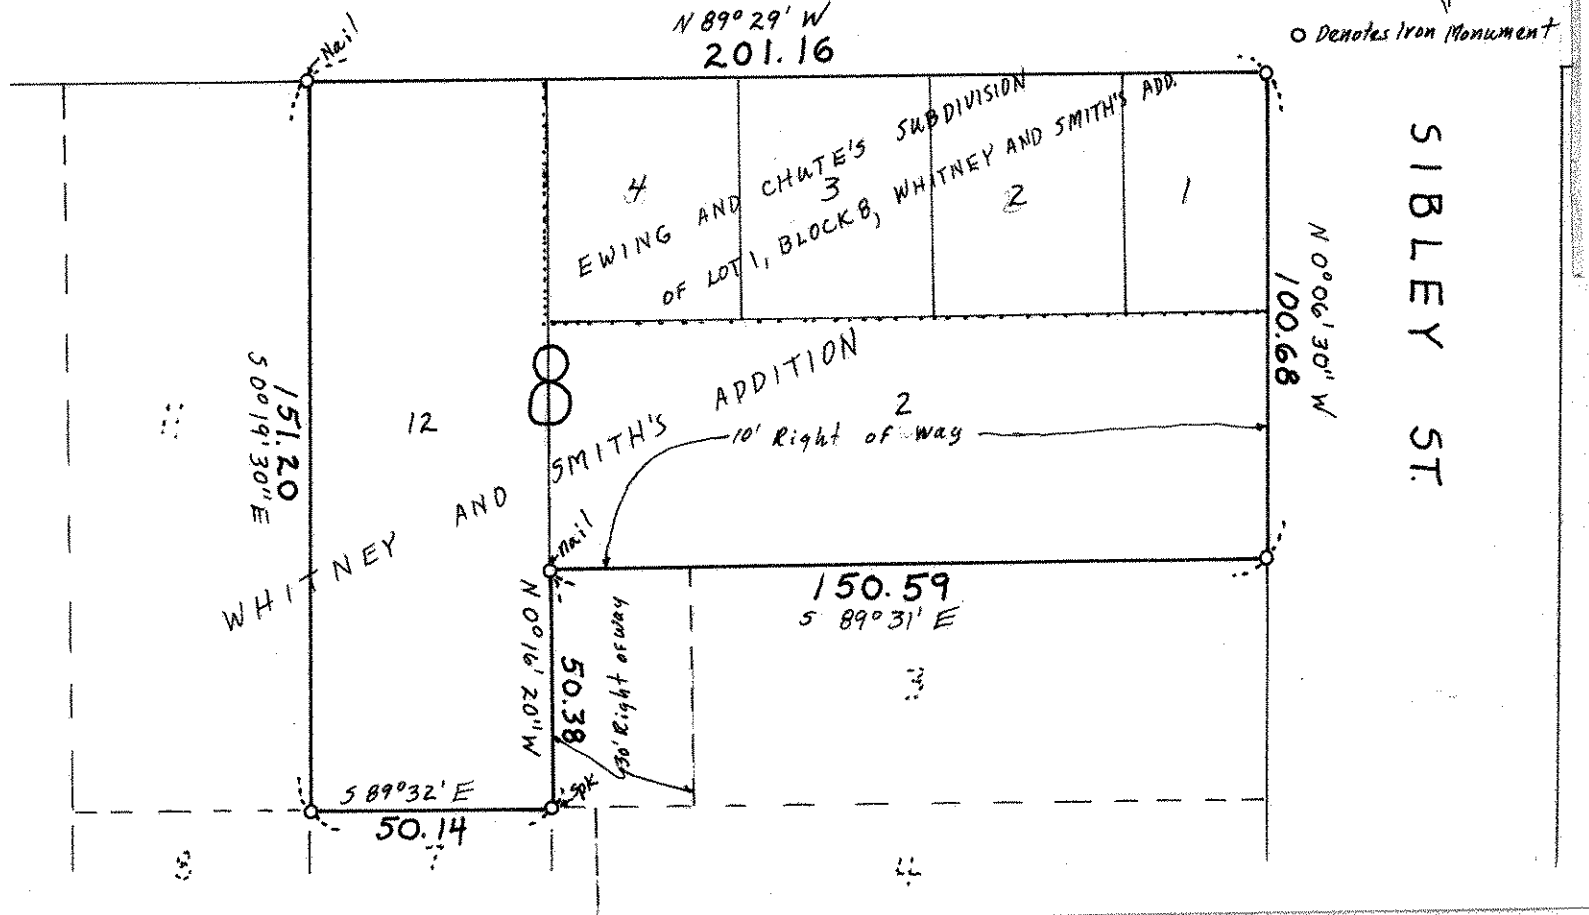 N 89° 29' W
201.16
O Denotes Iron Monument
Nail
SIBLEY ST.
EWING AND CHUTE'S SUBDIVISION
OF LOT 1, BLOCK 8, WHITNEY AND SMITH'S ADD.
4
3
2
1
N 0° 06' 30" W
100.68
151.20
S 0° 19' 30" E
11
12
8
WHITNEY AND SMITH'S ADDITION
2
10' Right of Way
Nail
150.59
S 89° 31' E
N 0° 16' 20" W
50.38
30' Right of Way
3
S 89° 32' E
50.14
Spk
7
4